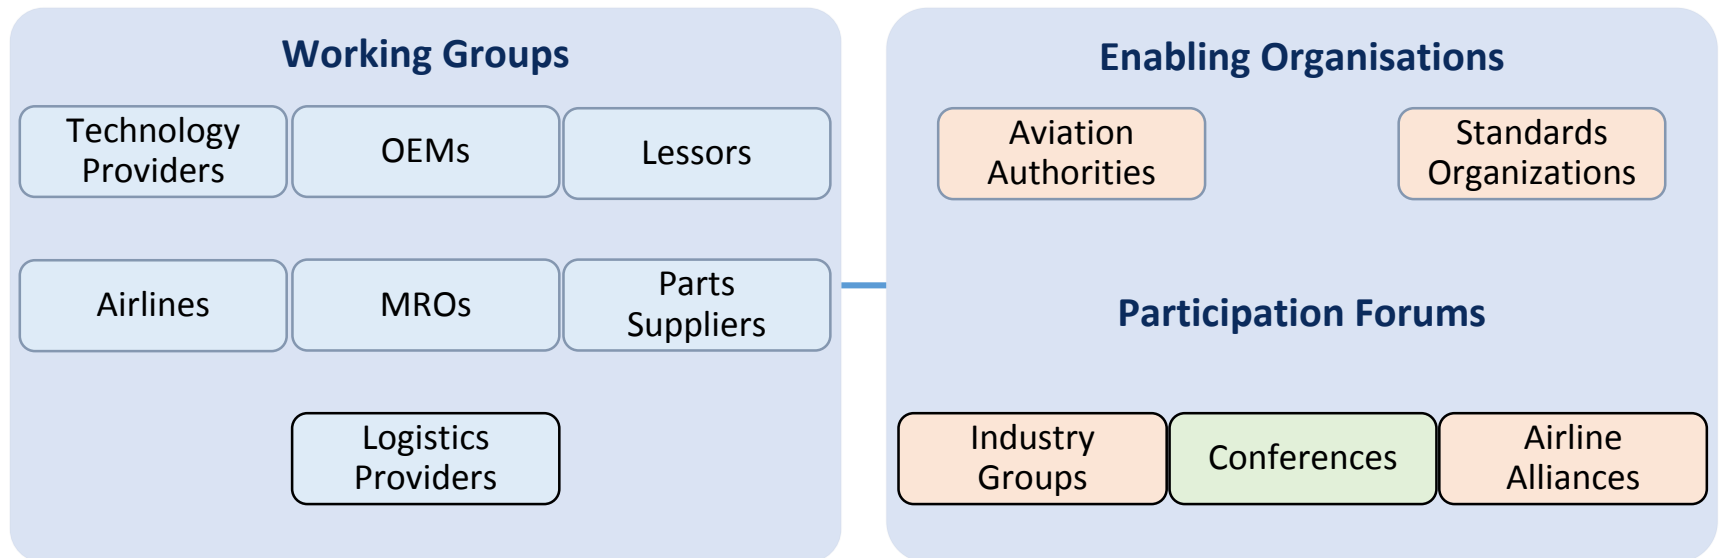 Working Groups
Technology
Providers
OEMs
Lessors
Airlines
MROs
Parts
Suppliers
Logistics
Providers
Enabling Organisations
Aviation
Authorities
Standards
Organizations
Participation Forums
Industry
Groups
Conferences
Airline
Alliances